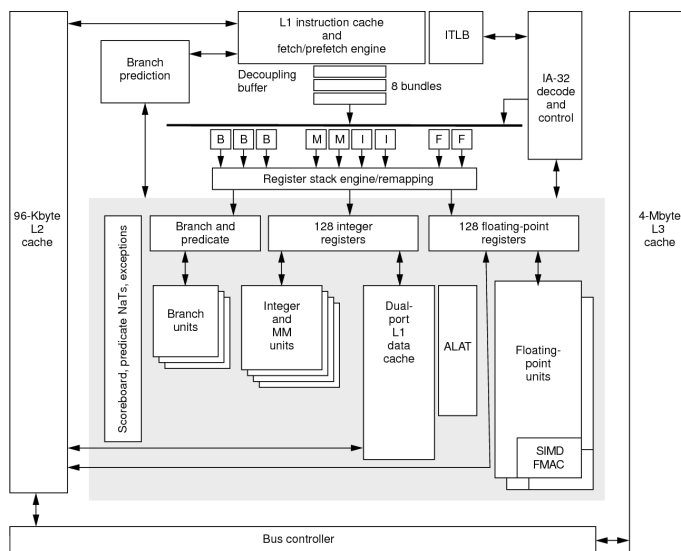 L1 instruction cache
and
fetch/prefetch engine
ITLB
Branch
prediction
Decoupling
buffer
8 bundles
IA-32
decode
and
control
B B B M M I I F F
Register stack engine/remapping
96-Kbyte
L2
cache
4-Mbyte
L3
cache
Scoreboard, predicate NaTs, exceptions
Branch and
predicate
128 integer
registers
128 floating-point
registers
Branch
units
Integer
and
MM
units
Dual-
port
L1
data
cache
ALAT
Floating-
point
units
SIMD
FMAC
Bus controller